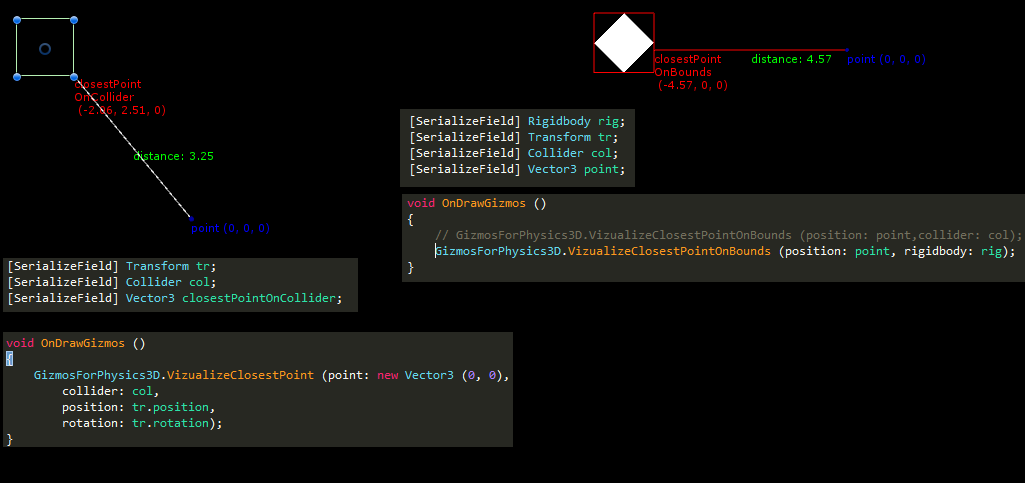 closestPoint
OnCollider
(-2.06, 2.51, 0)
distance: 3.25
point (0, 0, 0)
[SerializeField] Transform tr;
[SerializeField] Collider col;
[SerializeField] Vector3 closestPointOnCollider;
void OnDrawGizmos ()
{
GizmosForPhysics3D.VizualizeClosestPoint (point: new Vector3 (0, 0),
collider: col,
position: tr.position,
rotation: tr.rotation);
}
closestPoint
OnBounds
(-4.57, 0, 0)
distance: 4.57
point (0, 0, 0)
[SerializeField] Rigidbody rig;
[SerializeField] Transform tr;
[SerializeField] Collider col;
[SerializeField] Vector3 point;
void OnDrawGizmos ()
{
// GizmosForPhysics3D.VizualizeClosestPointOnBounds (position: point,collider: col);
GizmosForPhysics3D.VizualizeClosestPointOnBounds (position: point, rigidbody: rig);
}